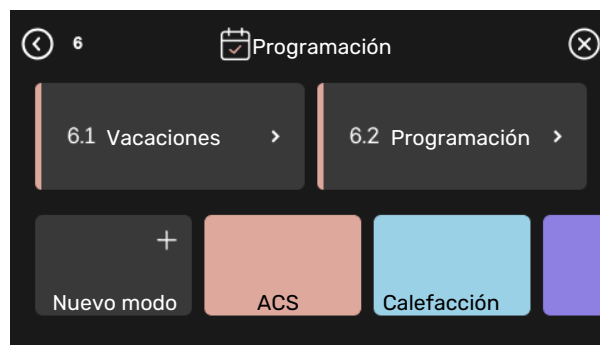 6 Programación
6.1 Vacaciones
6.2 Programación
Nuevo modo
ACS
Calefacción